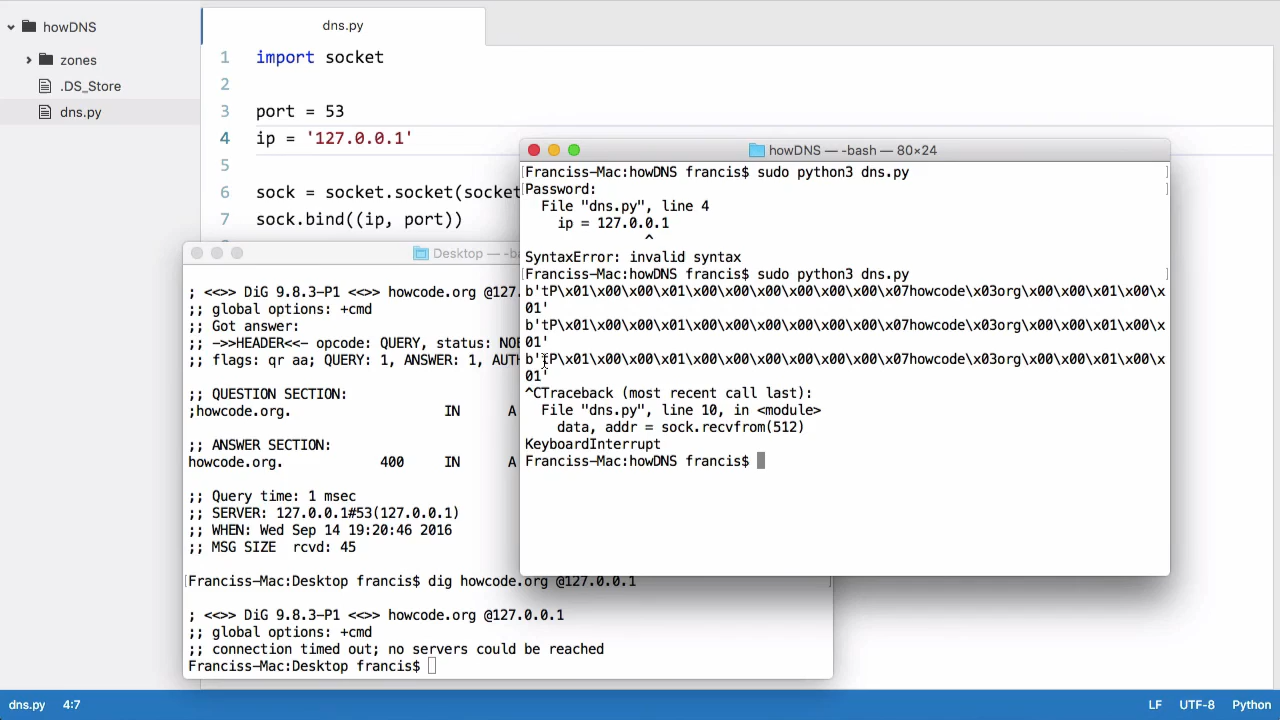 howDNS
zones
.DS_Store
dns.py
dns.py
1 import socket
2
3 port = 53
4 ip = '127.0.0.1'
5
6 sock = socket.socket(socket
7 sock.bind((ip, port))
howDNS — -bash — 80×24
Franciss-Mac:howDNS francis$ sudo python3 dns.py
Password:
File "dns.py", line 4
ip = 127.0.0.1
^
SyntaxError: invalid syntax
Franciss-Mac:howDNS francis$ sudo python3 dns.py
b'tP\x01\x00\x00\x01\x00\x00\x00\x00\x00\x00\x07howcode\x03org\x00\x00\x01\x00\x
01'
b'tP\x01\x00\x00\x01\x00\x00\x00\x00\x00\x00\x07howcode\x03org\x00\x00\x01\x00\x
01'
b'tP\x01\x00\x00\x01\x00\x00\x00\x00\x00\x00\x07howcode\x03org\x00\x00\x01\x00\x
01'
^CTraceback (most recent call last):
File "dns.py", line 10, in <module>
data, addr = sock.recvfrom(512)
KeyboardInterrupt
Franciss-Mac:howDNS francis$
Desktop — -b
; <<>> DiG 9.8.3-P1 <<>> howcode.org @127.
;; global options: +cmd
;; Got answer:
;; ->>HEADER<<- opcode: QUERY, status: NOE
;; flags: qr aa; QUERY: 1, ANSWER: 1, AUTH
;; QUESTION SECTION:
;howcode.org. IN A
;; ANSWER SECTION:
howcode.org. 400 IN A
;; Query time: 1 msec
;; SERVER: 127.0.0.1#53(127.0.0.1)
;; WHEN: Wed Sep 14 19:20:46 2016
;; MSG SIZE rcvd: 45
Franciss-Mac:Desktop francis$ dig howcode.org @127.0.0.1
; <<>> DiG 9.8.3-P1 <<>> howcode.org @127.0.0.1
;; global options: +cmd
;; connection timed out; no servers could be reached
Franciss-Mac:Desktop francis$
dns.py 4:7 LF UTF-8 Python